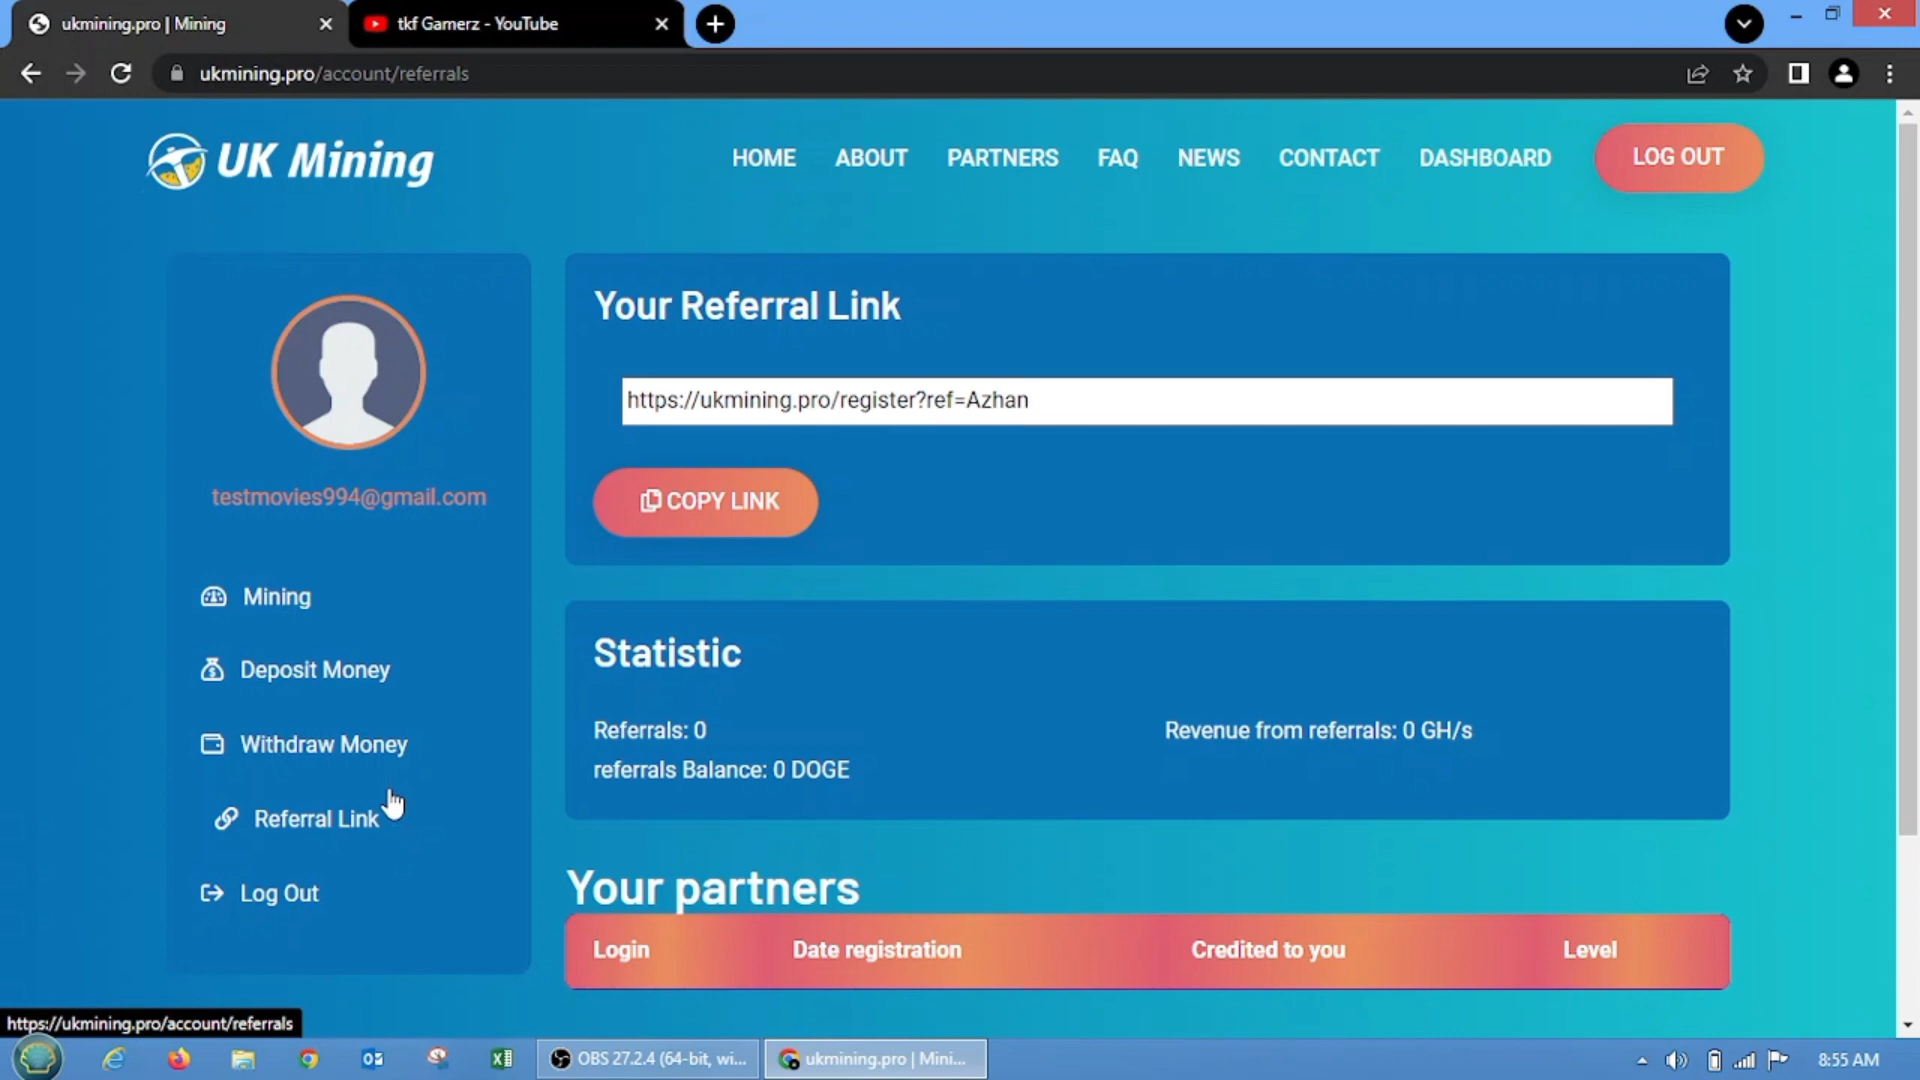 ukmining.pro | Mining
tkf Gamerz - YouTube
ukmining.pro/account/referrals
UK Mining
HOME ABOUT PARTNERS FAQ NEWS CONTACT DASHBOARD LOG OUT
testmovies994@gmail.com
Mining
Deposit Money
Withdraw Money
Referral Link
Log Out
Your Referral Link
https://ukmining.pro/register?ref=Azhan
COPY LINK
Statistic
Referrals: 0
Revenue from referrals: 0 GH/s
referrals Balance: 0 DOGE
Your partners
Login Date registration Credited to you Level
https://ukmining.pro/account/referrals
OBS 27.2.4 (64-bit, wi...
ukmining.pro | Mini...
8:55 AM